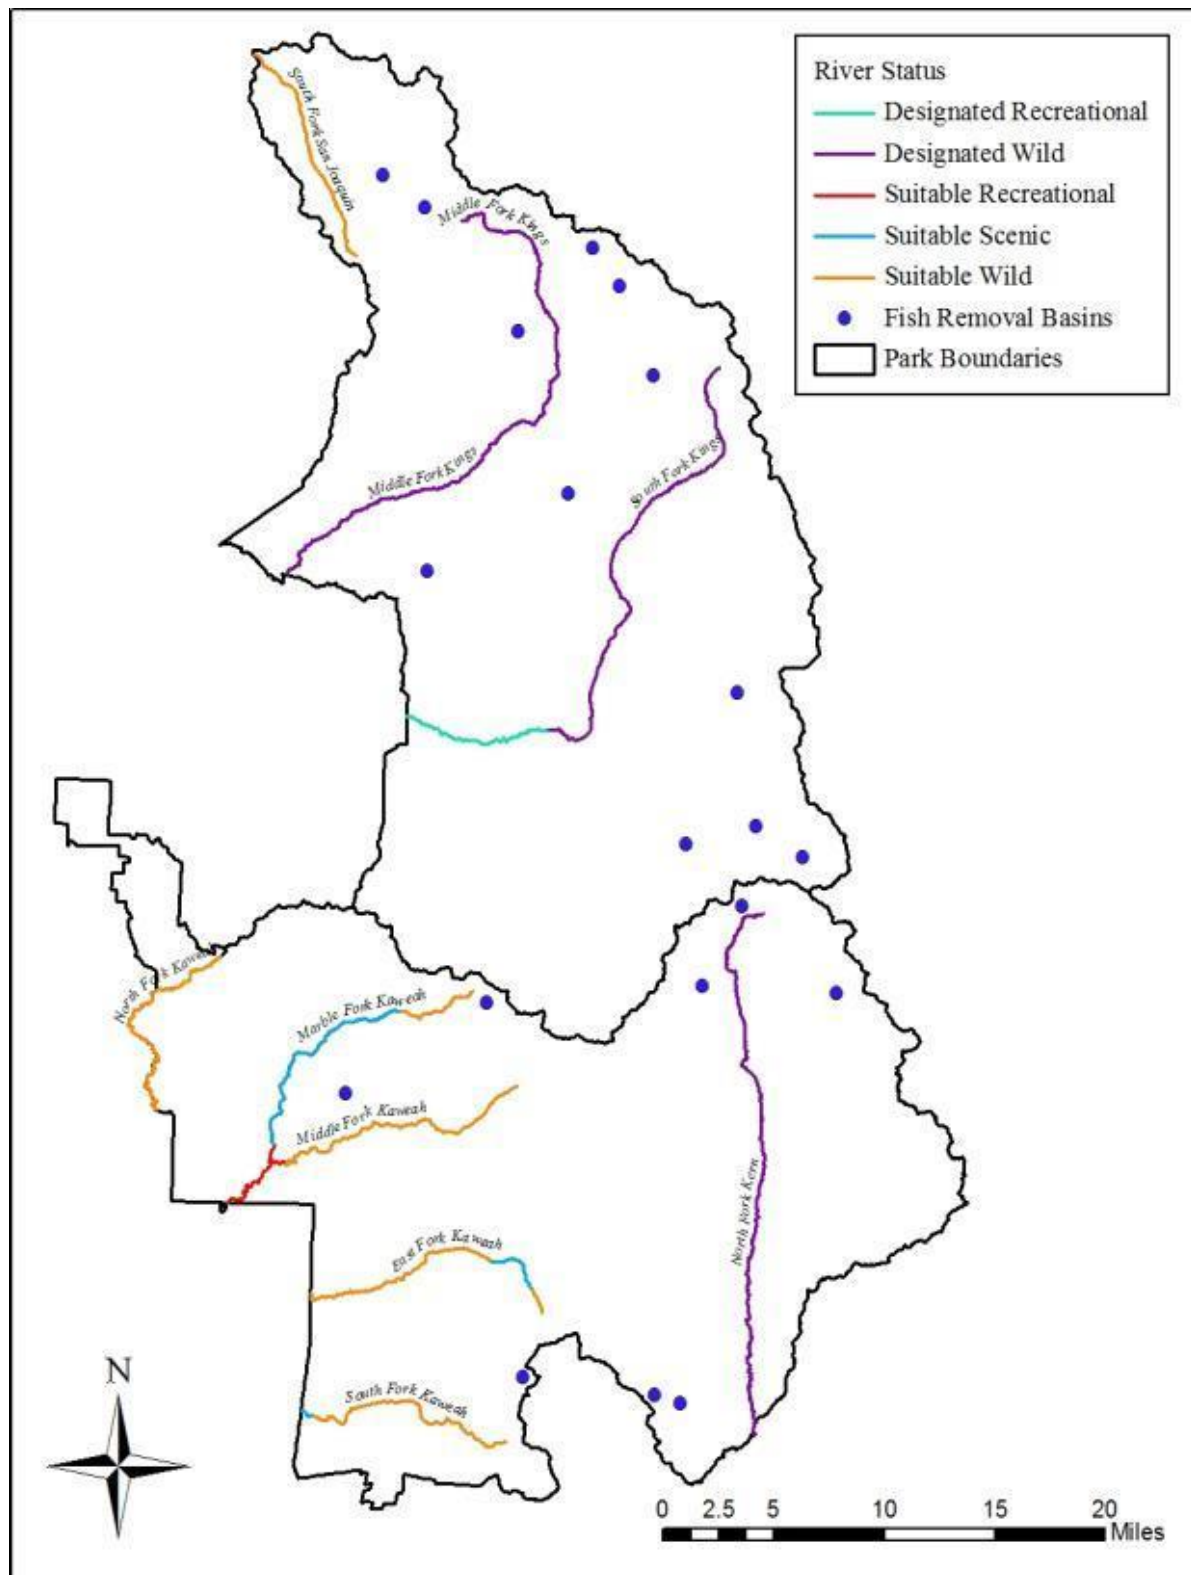 River Status
Designated Recreational
Designated Wild
Suitable Recreational
Suitable Scenic
Suitable Wild
Fish Removal Basins
Park Boundaries
South Fork San Joaquin
Middle Fork Kings
Middle Fork Kings
South Fork Kings
North Fork Kaweah
Marble Fork Kaweah
Middle Fork Kaweah
North Fork Kern
East Fork Kaweah
South Fork Kaweah
N
0 2.5 5 10 15 20
Miles